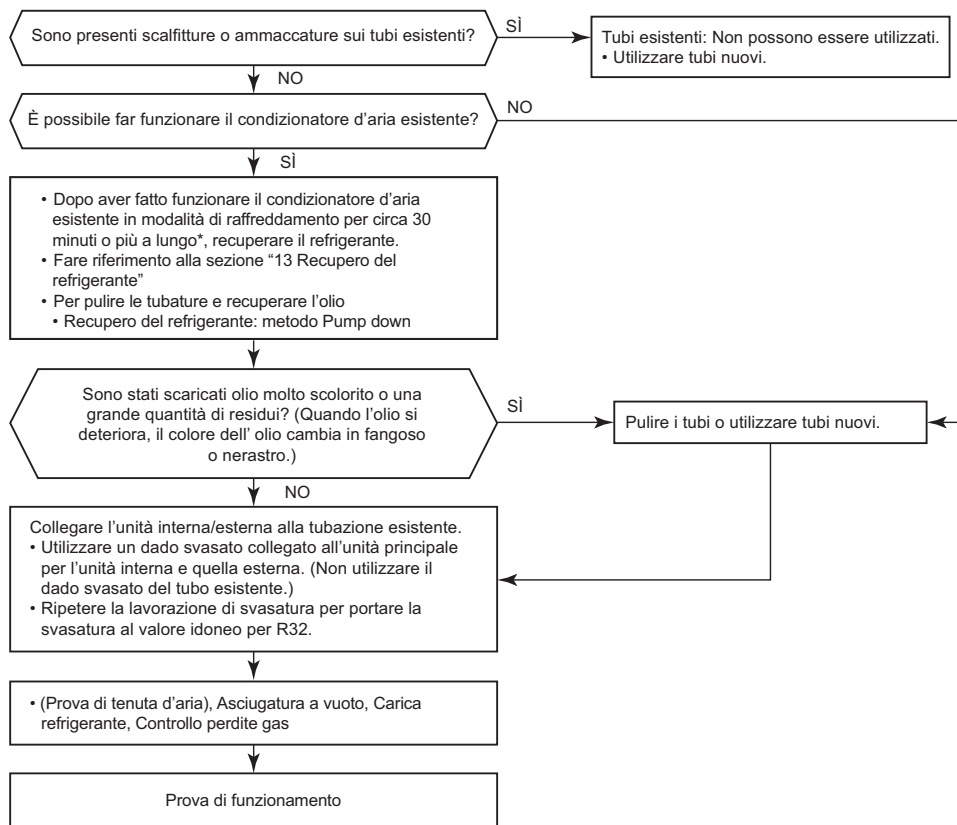 Sono presenti scalfitture o ammaccature sui tubi esistenti?
SÌ
Tubi esistenti: Non possono essere utilizzati.
• Utilizzare tubi nuovi.
NO
È possibile far funzionare il condizionatore d'aria esistente?
NO
SÌ
• Dopo aver fatto funzionare il condizionatore d'aria
esistente in modalità di raffreddamento per circa 30
minuti o più a lungo*, recuperare il refrigerante.
• Fare riferimento alla sezione “13 Recupero del
refrigerante”
• Per pulire le tubature e recuperare l'olio
• Recupero del refrigerante: metodo Pump down
Sono stati scaricati olio molto scolorito o una
grande quantità di residui? (Quando l'olio si
deteriora, il colore dell' olio cambia in fangoso
o nerastro.)
SÌ
Pulire i tubi o utilizzare tubi nuovi.
NO
Collegare l'unità interna/esterna alla tubazione esistente.
• Utilizzare un dado svasato collegato all'unità principale
per l'unità interna e quella esterna. (Non utilizzare il
dado svasato del tubo esistente.)
• Ripetere la lavorazione di svasatura per portare la
svasatura al valore idoneo per R32.
• (Prova di tenuta d'aria), Asciugatura a vuoto, Carica
refrigerante, Controllo perdite gas
Prova di funzionamento